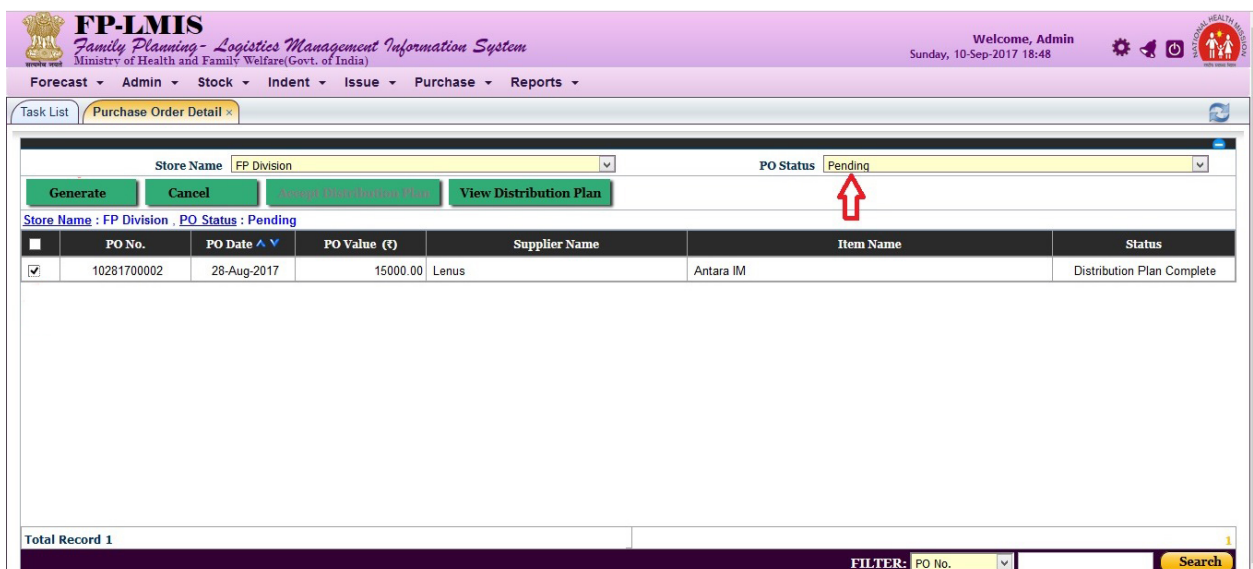 FP-LMIS
Family Planning- Logistics Management Information System
Ministry of Health and Family Welfare(Govt. of India)
Welcome, Admin
Sunday, 10-Sep-2017 18:48
Forecast Admin Stock Indent Issue Purchase Reports
Task List Purchase Order Detail ×
Store Name FP Division PO Status Pending
Generate Cancel Accept Distribution Plan View Distribution Plan
Store Name : FP Division , PO Status : Pending
PO No. PO Date PO Value (₹) Supplier Name Item Name Status
10281700002 28-Aug-2017 15000.00 Lenus Antara IM Distribution Plan Complete
Total Record 1 1
FILTER: PO No. Search